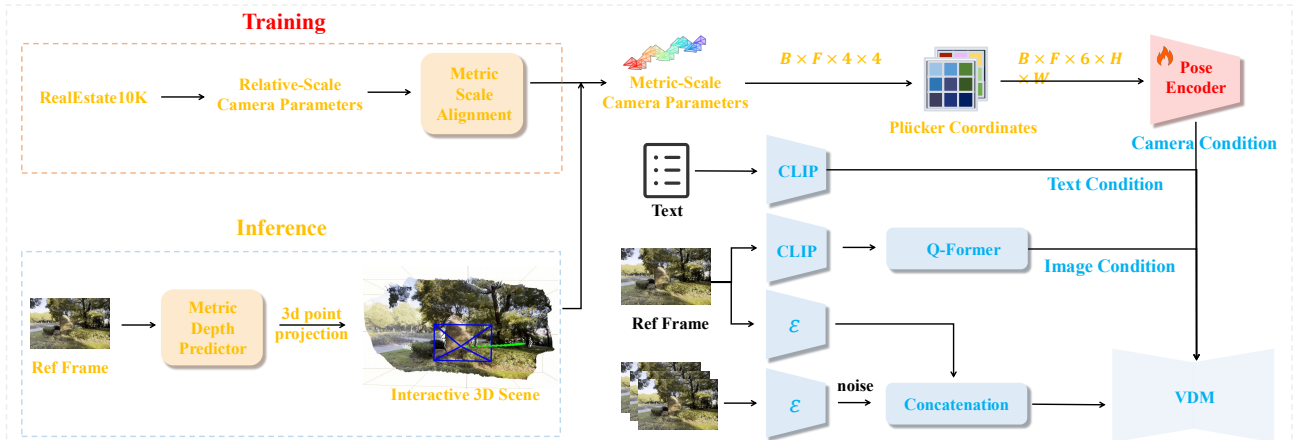 Training
RealEstate10K
Relative-Scale
Camera Parameters
Metric
Scale
Alignment
Metric-Scale
Camera Parameters
B × F × 4 × 4
Plücker Coordinates
B × F × 6 × H
× W
Pose
Encoder
Camera Condition
Text
CLIP
Text Condition
Inference
Ref Frame
Metric
Depth
Predictor
3d point
projection
Interactive 3D Scene
Ref Frame
CLIP
Q-Former
Image Condition
ℰ
ℰ
noise
Concatenation
VDM